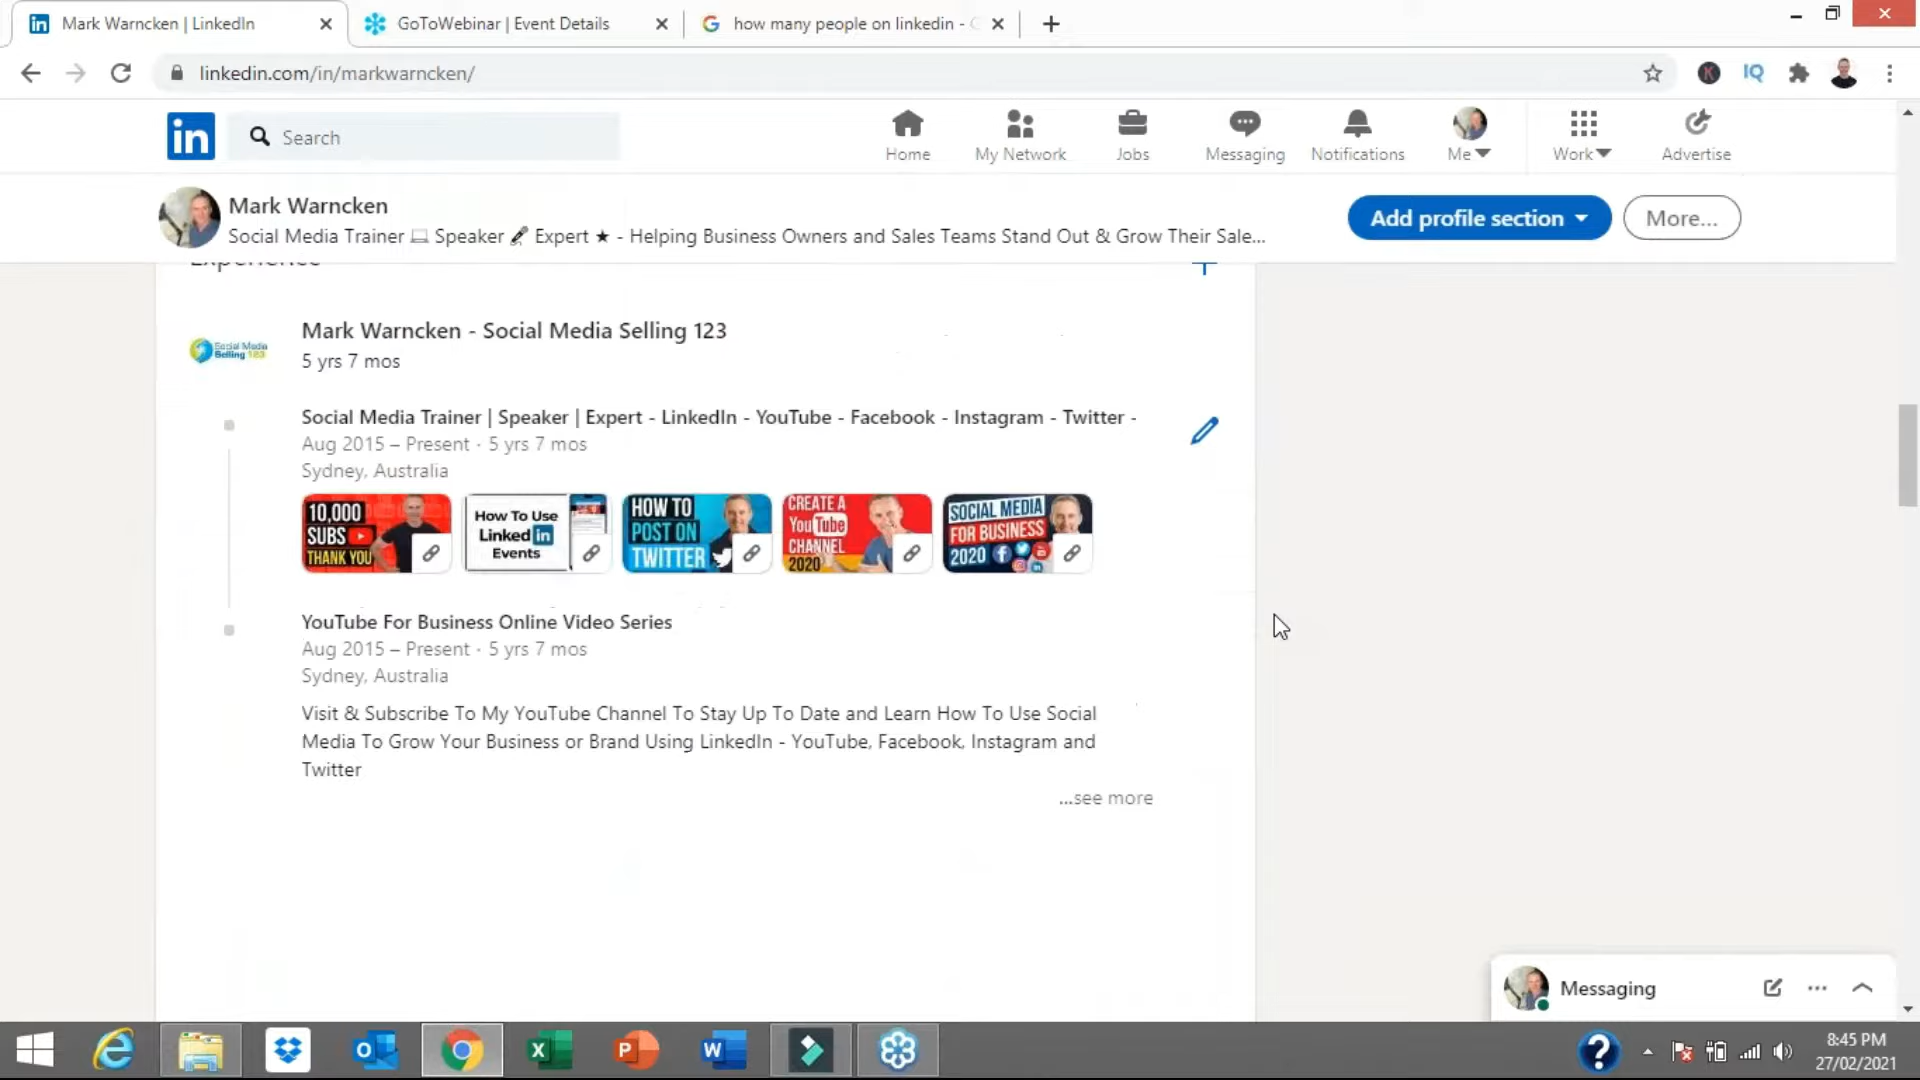 Mark Warncken | LinkedIn
GoToWebinar | Event Details
how many people on linkedin -
linkedin.com/in/markwarncken/
K
IQ
in
Search
Home
My Network
Jobs
Messaging
Notifications
Me
Work
Advertise
Mark Warncken
Social Media Trainer 💻 Speaker 🎤 Expert ★ - Helping Business Owners and Sales Teams Stand Out & Grow Their Sale...
Add profile section
More...
Experience
Mark Warncken - Social Media Selling 123
5 yrs 7 mos
Social Media
Selling 123
Social Media Trainer | Speaker | Expert - LinkedIn - YouTube - Facebook - Instagram - Twitter -
Aug 2015 – Present · 5 yrs 7 mos
Sydney, Australia
10,000
SUBS
THANK YOU
How To Use
Linked in
Events
HOW TO
POST ON
TWITTER
CREATE A
YouTube
CHANNEL
2020
SOCIAL MEDIA
FOR BUSINESS
2020
YouTube For Business Online Video Series
Aug 2015 – Present · 5 yrs 7 mos
Sydney, Australia
Visit & Subscribe To My YouTube Channel To Stay Up To Date and Learn How To Use Social
Media To Grow Your Business or Brand Using LinkedIn - YouTube, Facebook, Instagram and
Twitter
...see more
Messaging
8:45 PM
27/02/2021